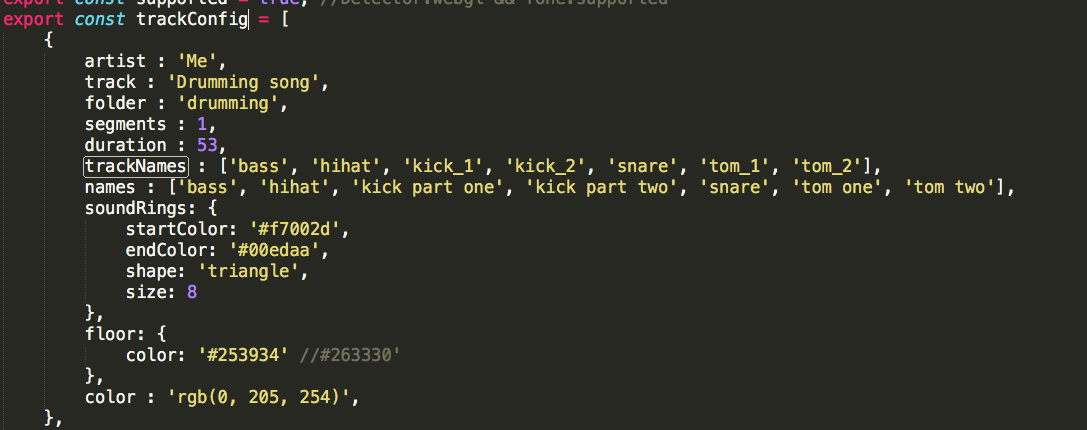 export const supported = true; //Detector.webgl && Tone.supported
export const trackConfig = [
    {
        artist : 'Me',
        track : 'Drumming song',
        folder : 'drumming',
        segments : 1,
        duration : 53,
        trackNames : ['bass', 'hihat', 'kick_1', 'kick_2', 'snare', 'tom_1', 'tom_2'],
        names : ['bass', 'hihat', 'kick part one', 'kick part two', 'snare', 'tom one', 'tom two'],
        soundRings: {
            startColor: '#f7002d',
            endColor: '#00edaa',
            shape: 'triangle',
            size: 8
        },
        floor: {
            color: '#253934' //#263330'
        },
        color : 'rgb(0, 205, 254)',
    },